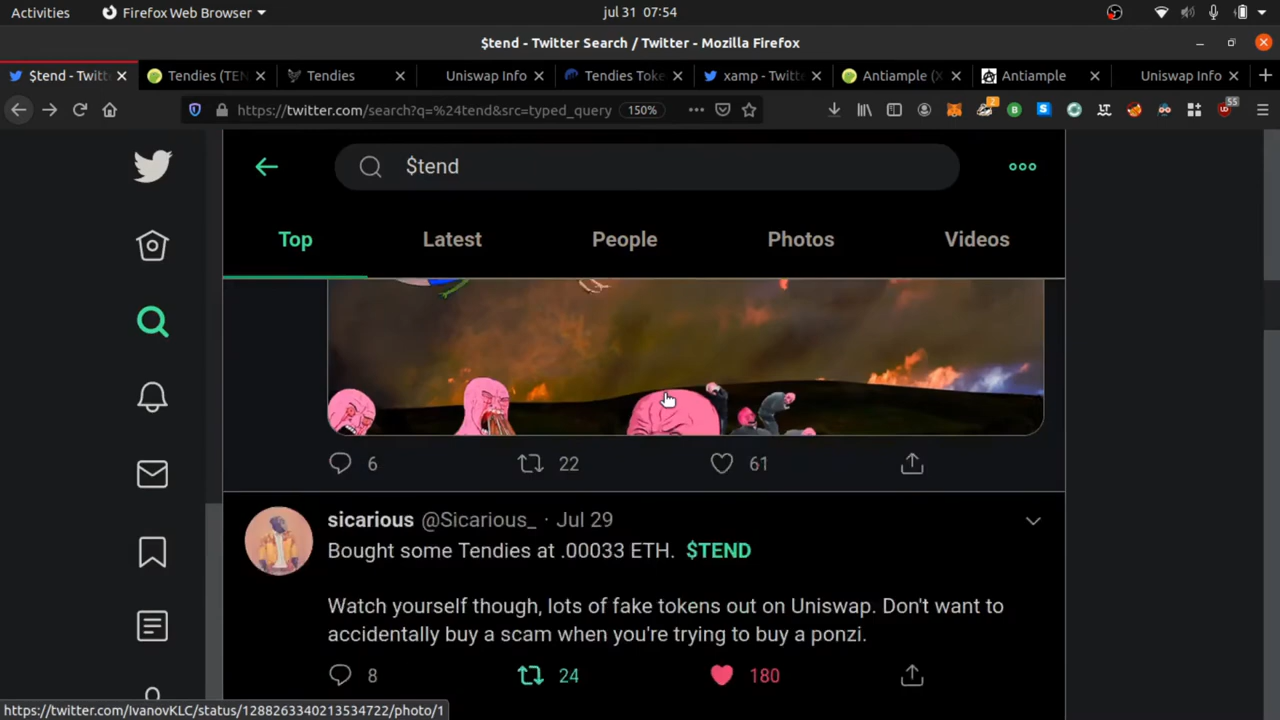 Activities
Firefox Web Browser
jul 31 07:54
$tend - Twitter Search / Twitter - Mozilla Firefox
$tend - Twitt
Tendies (TEN
Tendies
Uniswap Info
Tendies Toke
xamp - Twitte
Antiample (X
Antiample
Uniswap Info
https://twitter.com/search?q=%24tend&src=typed_query
150%
2
55
$tend
Top
Latest
People
Photos
Videos
6
22
61
sicarious @Sicarious_ · Jul 29
Bought some Tendies at .00033 ETH. $TEND
Watch yourself though, lots of fake tokens out on Uniswap. Don't want to
accidentally buy a scam when you're trying to buy a ponzi.
8
24
180
https://twitter.com/IvanovKLC/status/1288263340213534722/photo/1